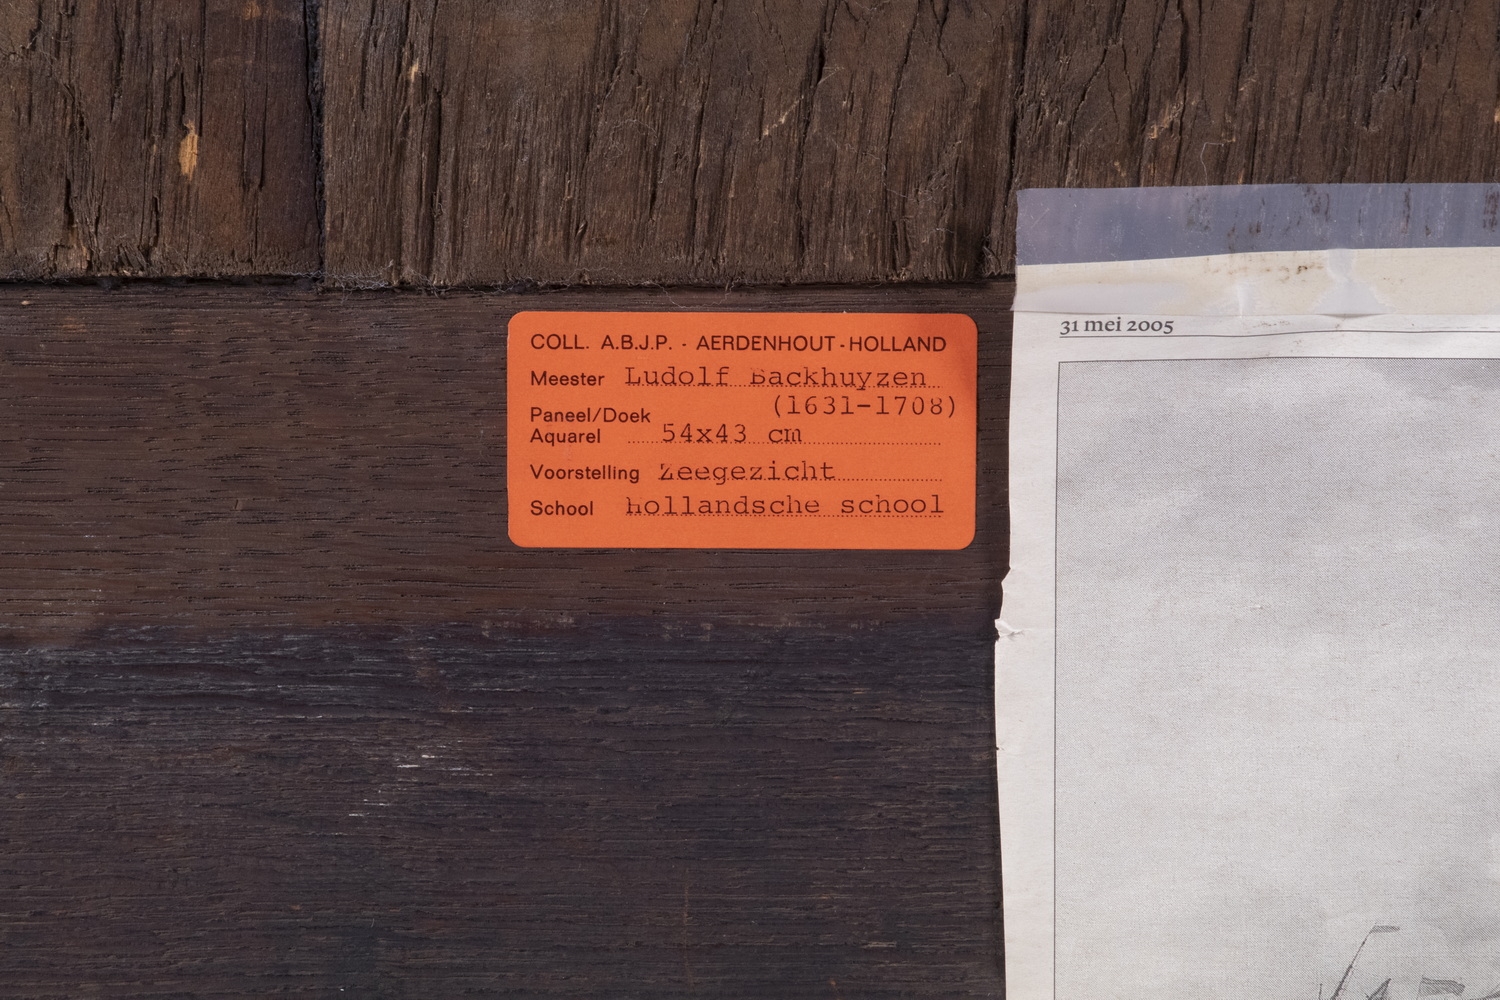 COLL. A.B.J.P. - AERDENHOUT - HOLLAND
Meester Ludolf Backhuyzen
(1631-1708)
Paneel/Doek
Aquarel 54x43 cm
Voorstelling Zeegezicht
School Hollandsche school
31 mei 2005